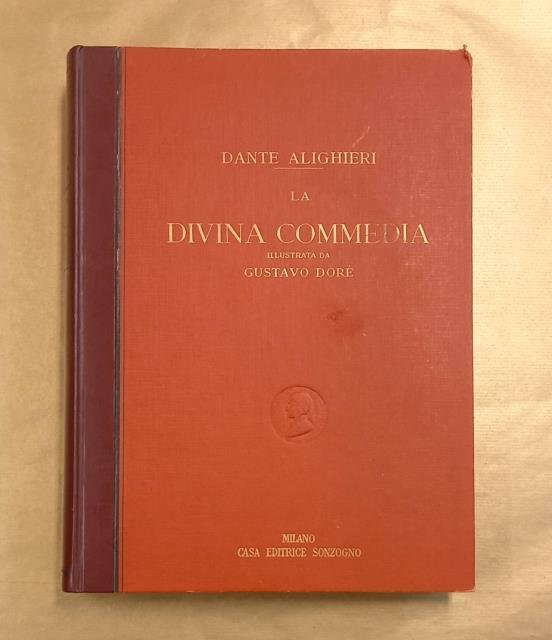 DANTE ALIGHIERI
LA
DIVINA COMMEDIA
ILLUSTRATA DA
GUSTAVO DORÉ
MILANO
CASA EDITRICE SONZOGNO